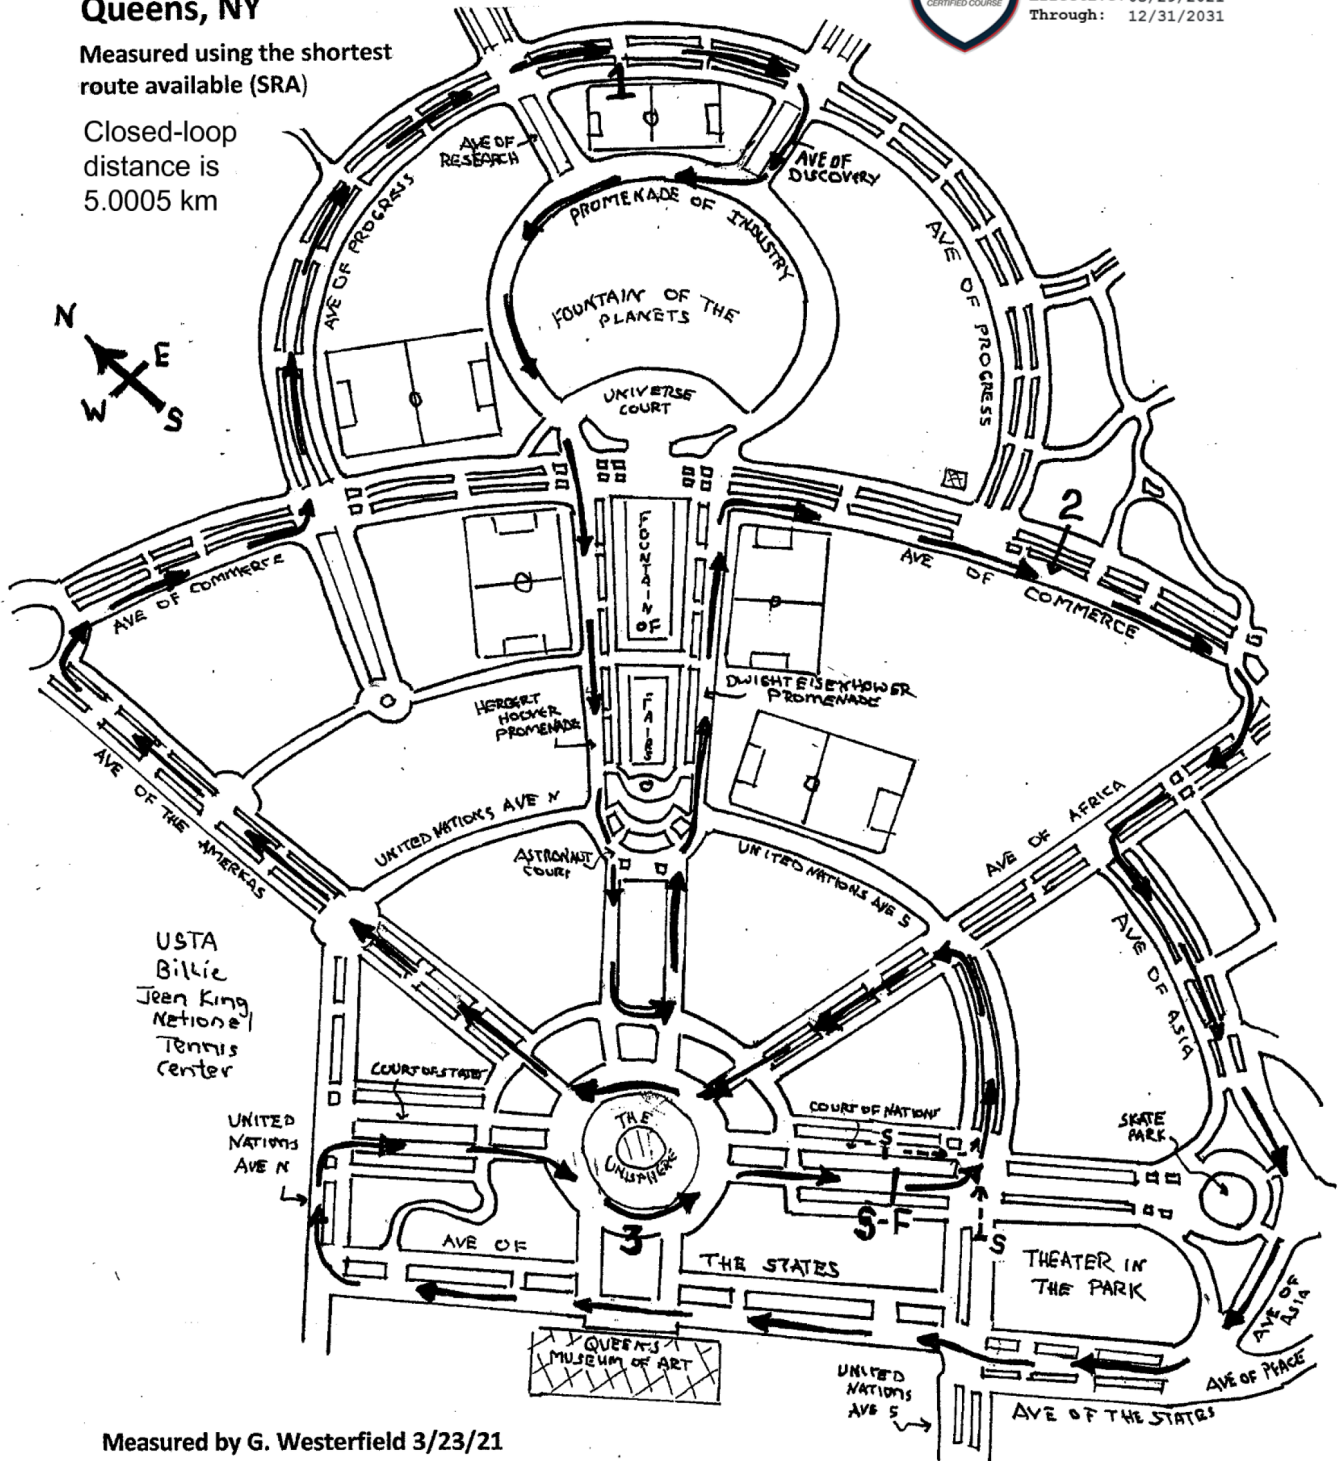 Queens, NY
Measured using the shortest
route available (SRA)
Closed-loop
distance is
5.0005 km
CERTIFIED COURSE
Through: 12/31/2031
N
E
W
S
1
AVE OF
RESEARCH
AVE OF
DISCOVERY
AVE OF PROGRESS
PROMENADE OF INDUSTRY
AVE OF PROGRESS
FOUNTAIN OF THE
PLANETS
UNIVERSE
COURT
2
FOUNTAIN OF
FAIRS
AVE OF COMMERCE
AVE OF COMMERCE
HERBERT
HOOVER
PROMENADE
DWIGHT EISENHOWER
PROMENADE
AVE OF THE AMERICAS
UNITED NATIONS AVE N
ASTRONAUT
COURT
UNITED NATIONS AVE S
AVE OF AFRICA
AVE OF ASIA
USTA
Billie
Jean King
National
Tennis
Center
COURT OF STATES
UNITED
NATIONS
AVE N
THE
UNISPHERE
COURT OF NATIONS
S
SKATE
PARK
3
S-F
S
AVE OF THE STATES
THEATER IN
THE PARK
AVE OF
ASIA
QUEENS
MUSEUM OF ART
UNITED
NATIONS
AVE S
AVE OF PEACE
AVE OF THE STATES
Measured by G. Westerfield 3/23/21